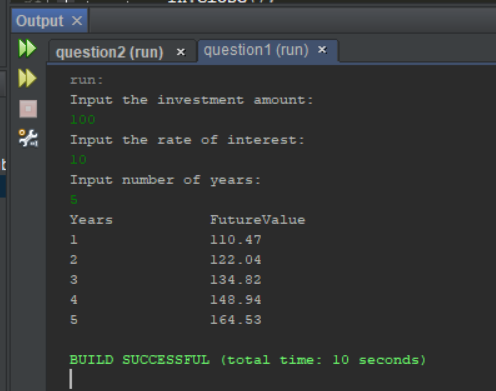 Output ×
question2 (run) × question1 (run) ×
run:
Input the investment amount:
100
Input the rate of interest:
10
Input number of years:
5
Years FutureValue
1 110.47
2 122.04
3 134.82
4 148.94
5 164.53
BUILD SUCCESSFUL (total time: 10 seconds)